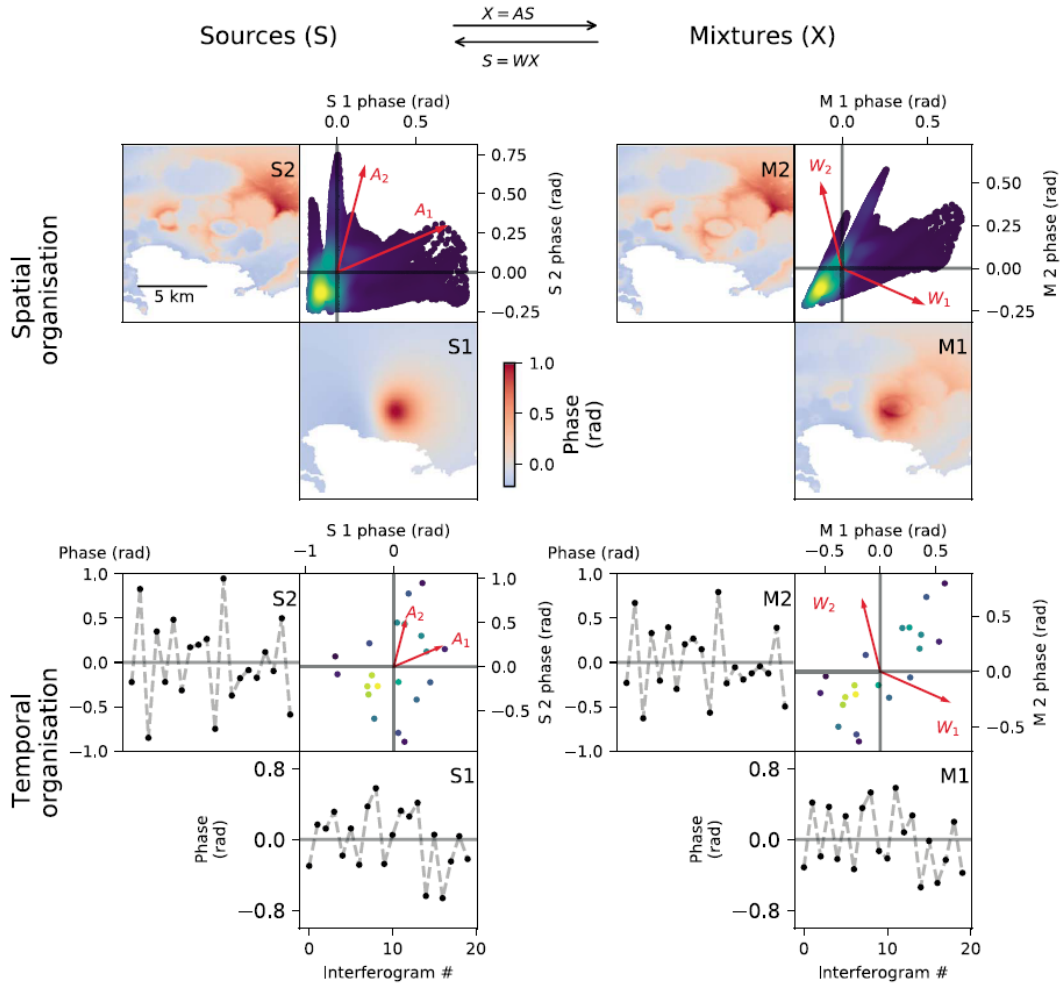 Sources (S)
X = AS
S = WX
Mixtures (X)
Spatial
organisation
S 1 phase (rad)
0.0 0.5
S2
5 km
A₂
A₁
0.75
0.50
0.25
0.00
−0.25
S 2 phase (rad)
S1
1.0
0.5
0.0
Phase
(rad)
M 1 phase (rad)
0.0 0.5
M2
W₂
W₁
0.50
0.25
0.00
−0.25
M 2 phase (rad)
M1
Temporal
organisation
Phase (rad)
1.0
0.5
0.0
−0.5
−1.0
S2
S 1 phase (rad)
−1 0
A₂
A₁
1.0
0.5
0.0
−0.5
S 2 phase (rad)
0.8
0.0
−0.8
Phase
(rad)
S1
0 10 20
Interferogram #
Phase (rad)
1.0
0.5
0.0
−0.5
−1.0
M2
M 1 phase (rad)
−0.5 0.0 0.5
W₂
W₁
0.5
0.0
−0.5
M 2 phase (rad)
0.8
0.0
−0.8
Phase
(rad)
M1
0 10 20
Interferogram #